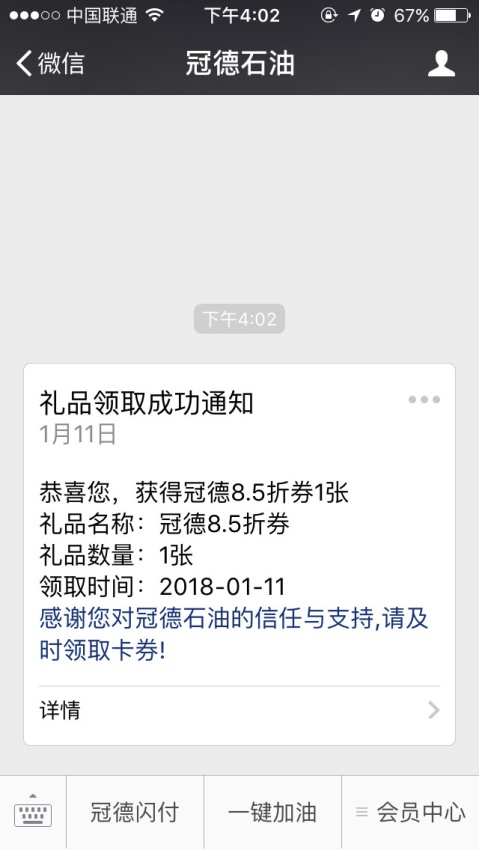 中国联通 下午4:02 67%
微信 冠德石油
下午4:02
礼品领取成功通知
1月11日
恭喜您，获得冠德8.5折券1张
礼品名称：冠德8.5折券
礼品数量：1张
领取时间：2018-01-11
感谢您对冠德石油的信任与支持,请及
时领取卡券!
详情
冠德闪付 一键加油 会员中心